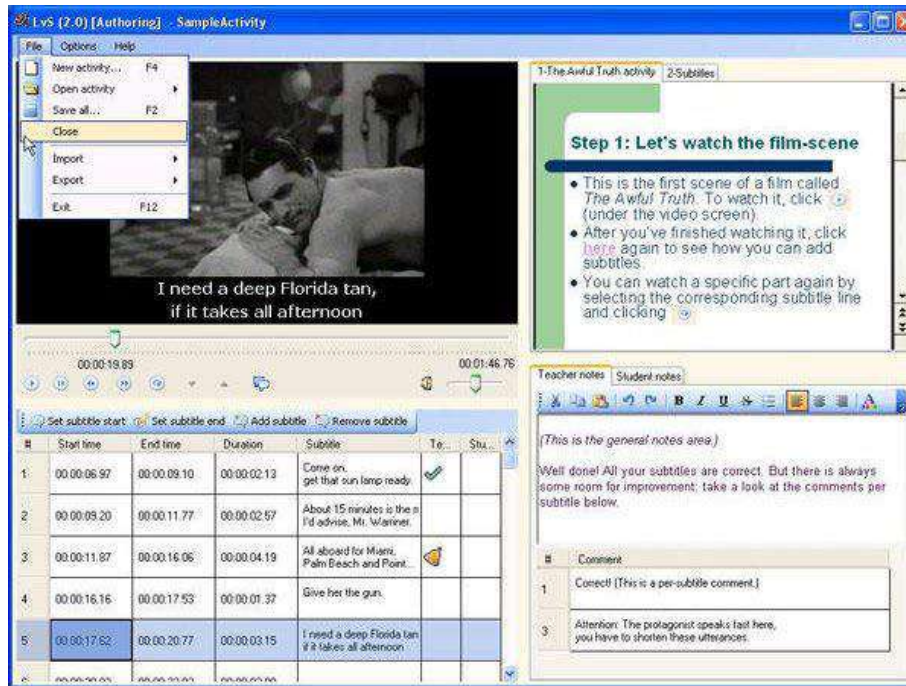 LvS (2.0) [Authoring] - SampleActivity
File Options Help
New activity... F4
Open activity
Save all... F2
Close
Import
Export
Exit F12
I need a deep Florida tan,
if it takes all afternoon
00:00:19.89 00:01:46.76
Set subtitle start Set subtitle end Add subtitle Remove subtitle
# Start time End time Duration Subtitle Te... Stu...
1 00:00:06.97 00:00:09.10 00:00:02.13 Come on,
get that sun lamp ready.
2 00:00:09.20 00:00:11.77 00:00:02.57 About 15 minutes is the m
I'd advise, Mr. Warriner.
3 00:00:11.87 00:00:16.06 00:00:04.19 All aboard for Miami,
Palm Beach and Point...
4 00:00:16.16 00:00:17.53 00:00:01.37 Give her the gun.
5 00:00:17.62 00:00:20.77 00:00:03.15 I need a deep Florida tan
if it takes all afternoon
1-The Awful Truth activity 2-Subtitles
Step 1: Let's watch the film-scene
• This is the first scene of a film called
The Awful Truth. To watch it, click
(under the video screen).
• After you've finished watching it, click
here again to see how you can add
subtitles.
• You can watch a specific part again by
selecting the corresponding subtitle line
and clicking
Teacher notes Student notes
B I U S A
(This is the general notes area.)
Well done! All your subtitles are correct. But there is always
some room for improvement: take a look at the comments per
subtitle below.
# Comment
1 Correct! (This is a per-subtitle comment.)
3 Attention: The protagonist speaks fast here,
you have to shorten these utterances.